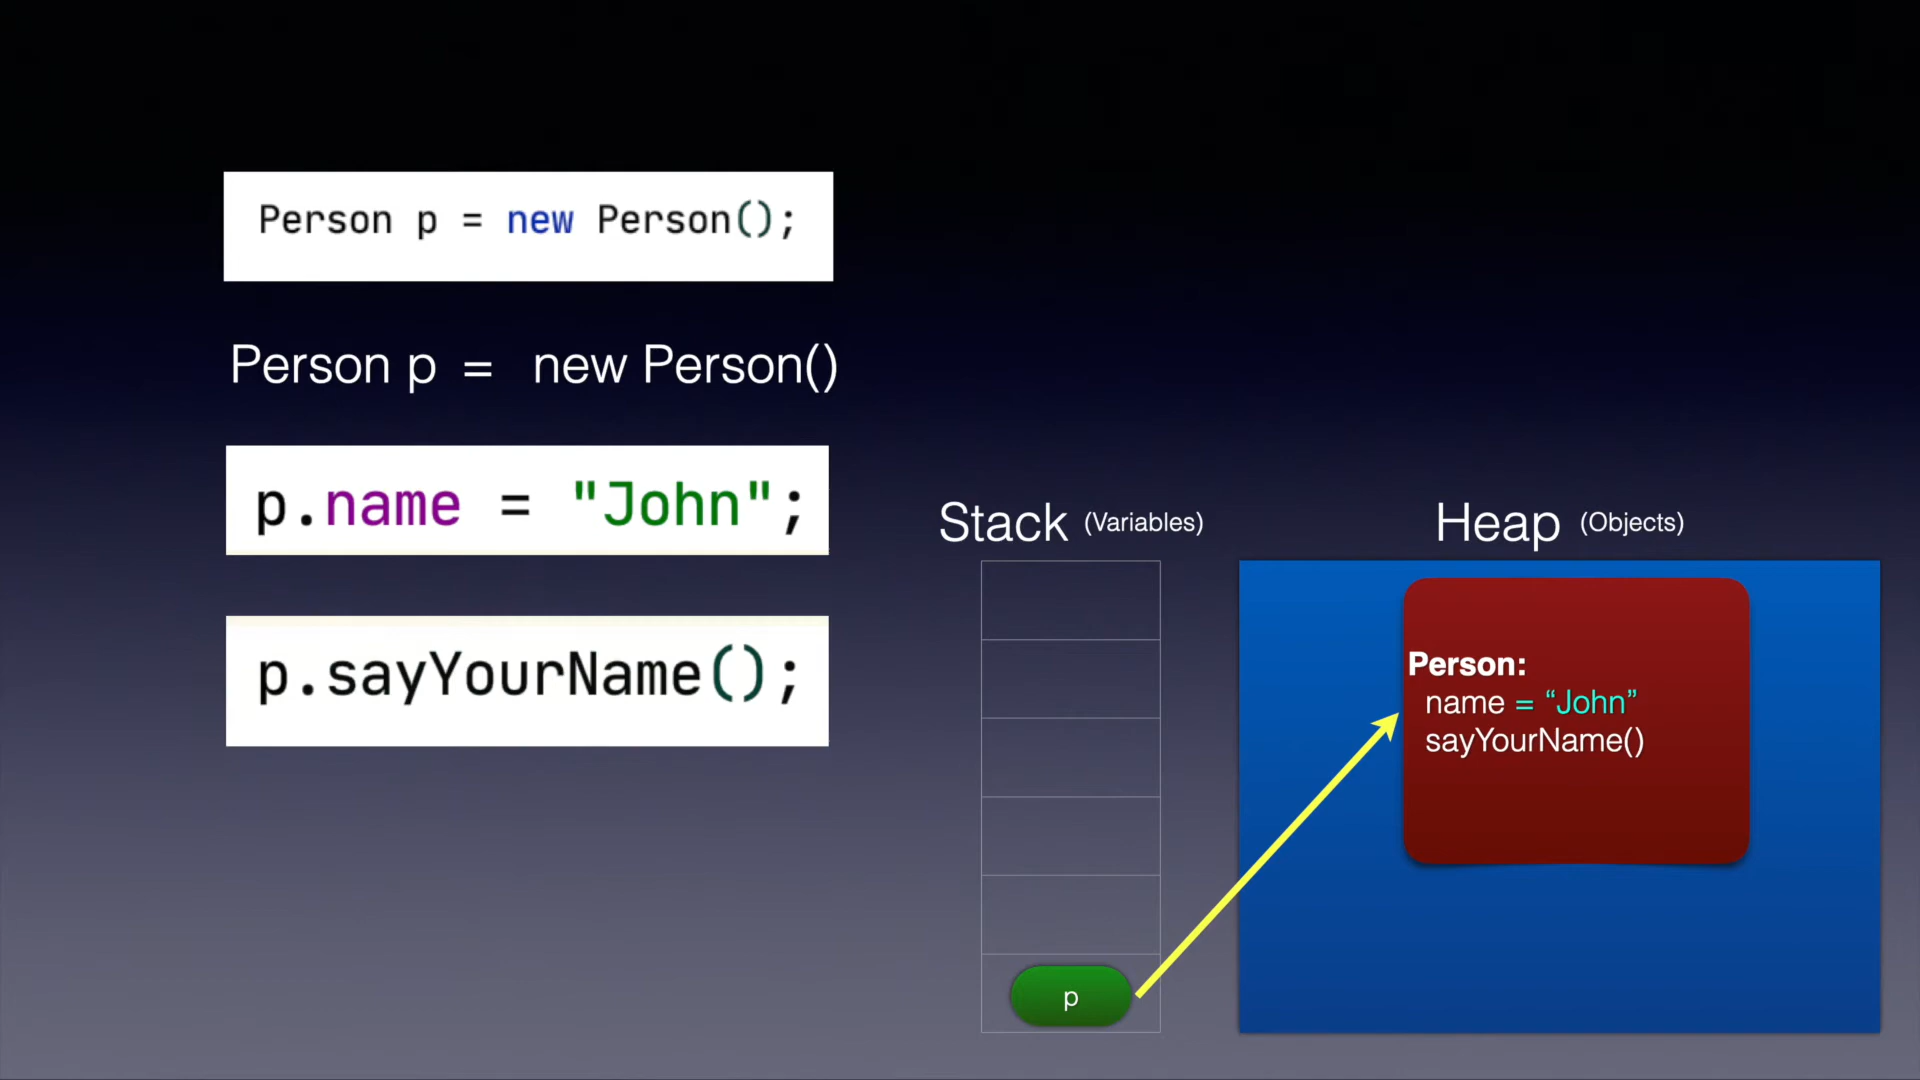 Person p = new Person();
Person p = new Person()
p.name = "John";
p.sayYourName();
Stack (Variables)
p
Heap (Objects)
Person:
name = “John”
sayYourName()